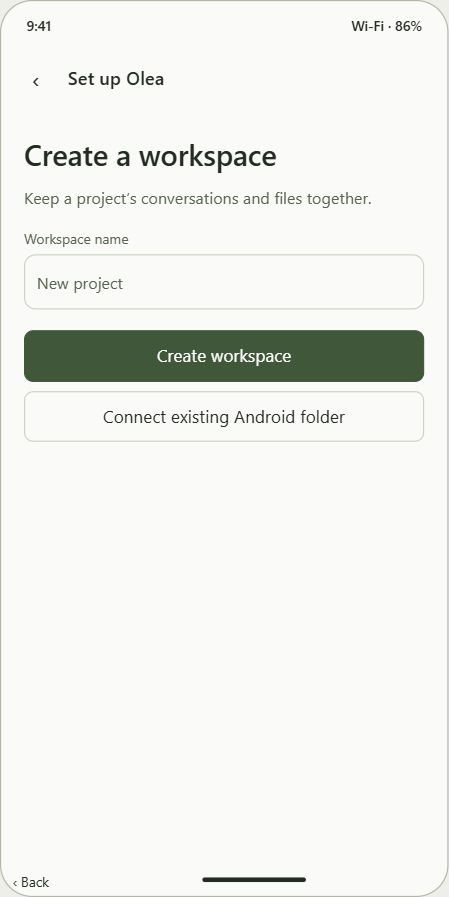 9:41
Wi-Fi · 86%
‹ Set up Olea
Create a workspace
Keep a project's conversations and files together.
Workspace name
New project
Create workspace
Connect existing Android folder
‹ Back